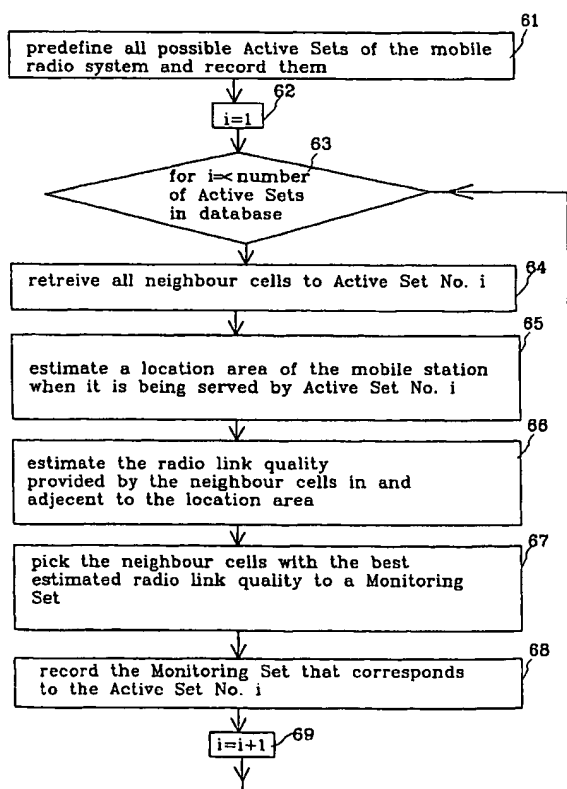 61
predefine all possible Active Sets of the mobile
radio system and record them
62
i=1
63
for i=< number
of Active Sets
in database
64
retreive all neighbour cells to Active Set No. i
65
estimate a location area of the mobile station
when it is being served by Active Set No. i
66
estimate the radio link quality
provided by the neighbour cells in and
adjecent to the location area
67
pick the neighbour cells with the best
estimated radio link quality to a Monitoring
Set
68
record the Monitoring Set that corresponds
to the Active Set No. i
69
i=i+1